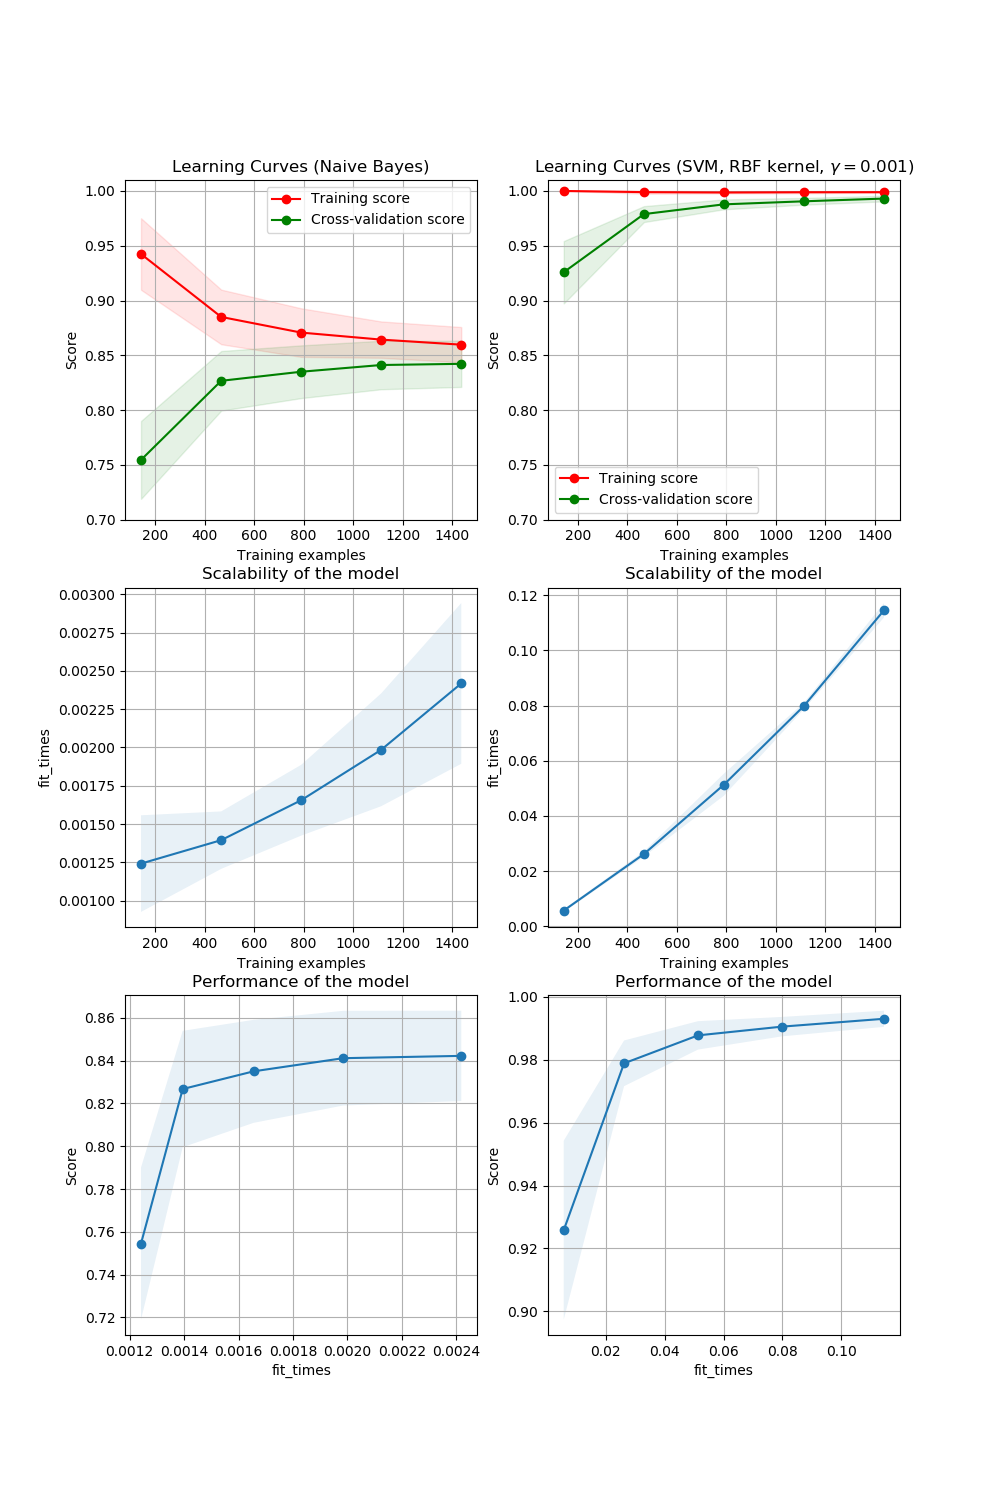 Learning Curves (Naive Bayes)
1.00
0.95
0.90
0.85
0.80
0.75
0.70
Score
Training score
Cross-validation score
200 400 600 800 1000 1200 1400
Training examples
Learning Curves (SVM, RBF kernel, γ = 0.001)
1.00
0.95
0.90
0.85
0.80
0.75
0.70
Score
Training score
Cross-validation score
200 400 600 800 1000 1200 1400
Training examples
Scalability of the model
0.00300
0.00275
0.00250
0.00225
0.00200
0.00175
0.00150
0.00125
0.00100
fit_times
200 400 600 800 1000 1200 1400
Training examples
Scalability of the model
0.12
0.10
0.08
0.06
0.04
0.02
0.00
fit_times
200 400 600 800 1000 1200 1400
Training examples
Performance of the model
0.86
0.84
0.82
0.80
0.78
0.76
0.74
0.72
Score
0.0012 0.0014 0.0016 0.0018 0.0020 0.0022 0.0024
fit_times
Performance of the model
1.00
0.98
0.96
0.94
0.92
0.90
Score
0.02 0.04 0.06 0.08 0.10
fit_times